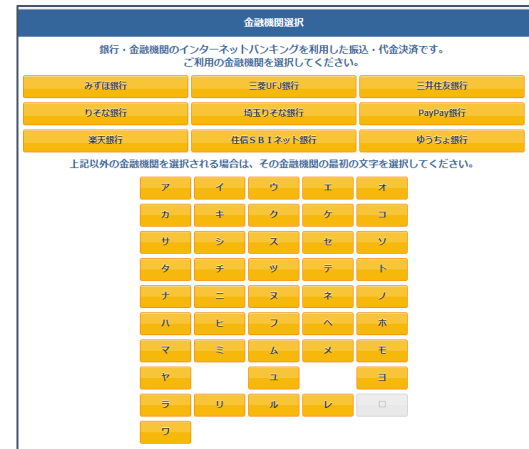 金融機関選択
銀行・金融機関のインターネットバンキングを利用した振込・代金決済です。
ご利用の金融機関を選択してください。
みずほ銀行 三菱UFJ銀行 三井住友銀行
りそな銀行 埼玉りそな銀行 PayPay銀行
楽天銀行 住信SBIネット銀行 ゆうちょ銀行
上記以外の金融機関を選択される場合は、その金融機関の最初の文字を選択してください。
ア イ ウ エ オ
カ キ ク ケ コ
サ シ ス セ ソ
タ チ ツ テ ト
ナ ニ ヌ ネ ノ
ハ ヒ フ ヘ ホ
マ ミ ム メ モ
ヤ ユ ヨ
ラ リ ル レ ロ
ワ